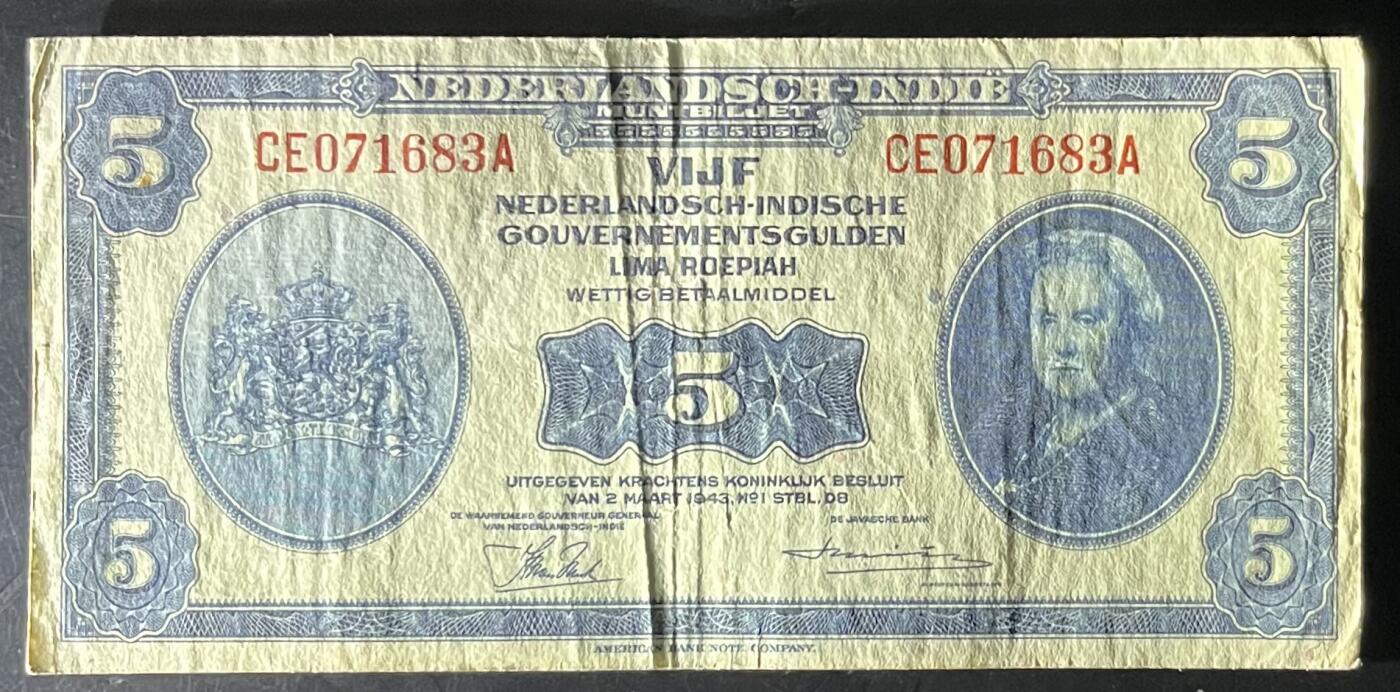 NEDERLANDSCH-INDIË
MUNTBILJET
5 5
CE071683A CE071683A
VIJF
NEDERLANDSCH-INDISCHE
GOUVERNEMENTSGULDEN
LIMA ROEPIAH
WETTIG BETAALMIDDEL
5
UITGEGEVEN KRACHTENS KONINKLIJK BESLUIT
VAN 2 MAART 1943, No 1 STBL. D8
DE WAARNEMEND GOUVERNEUR GENERAAL
VAN NEDERLANDSCH-INDIË
DE JAVASCHE BANK
5 5
AMERICAN BANK NOTE COMPANY.